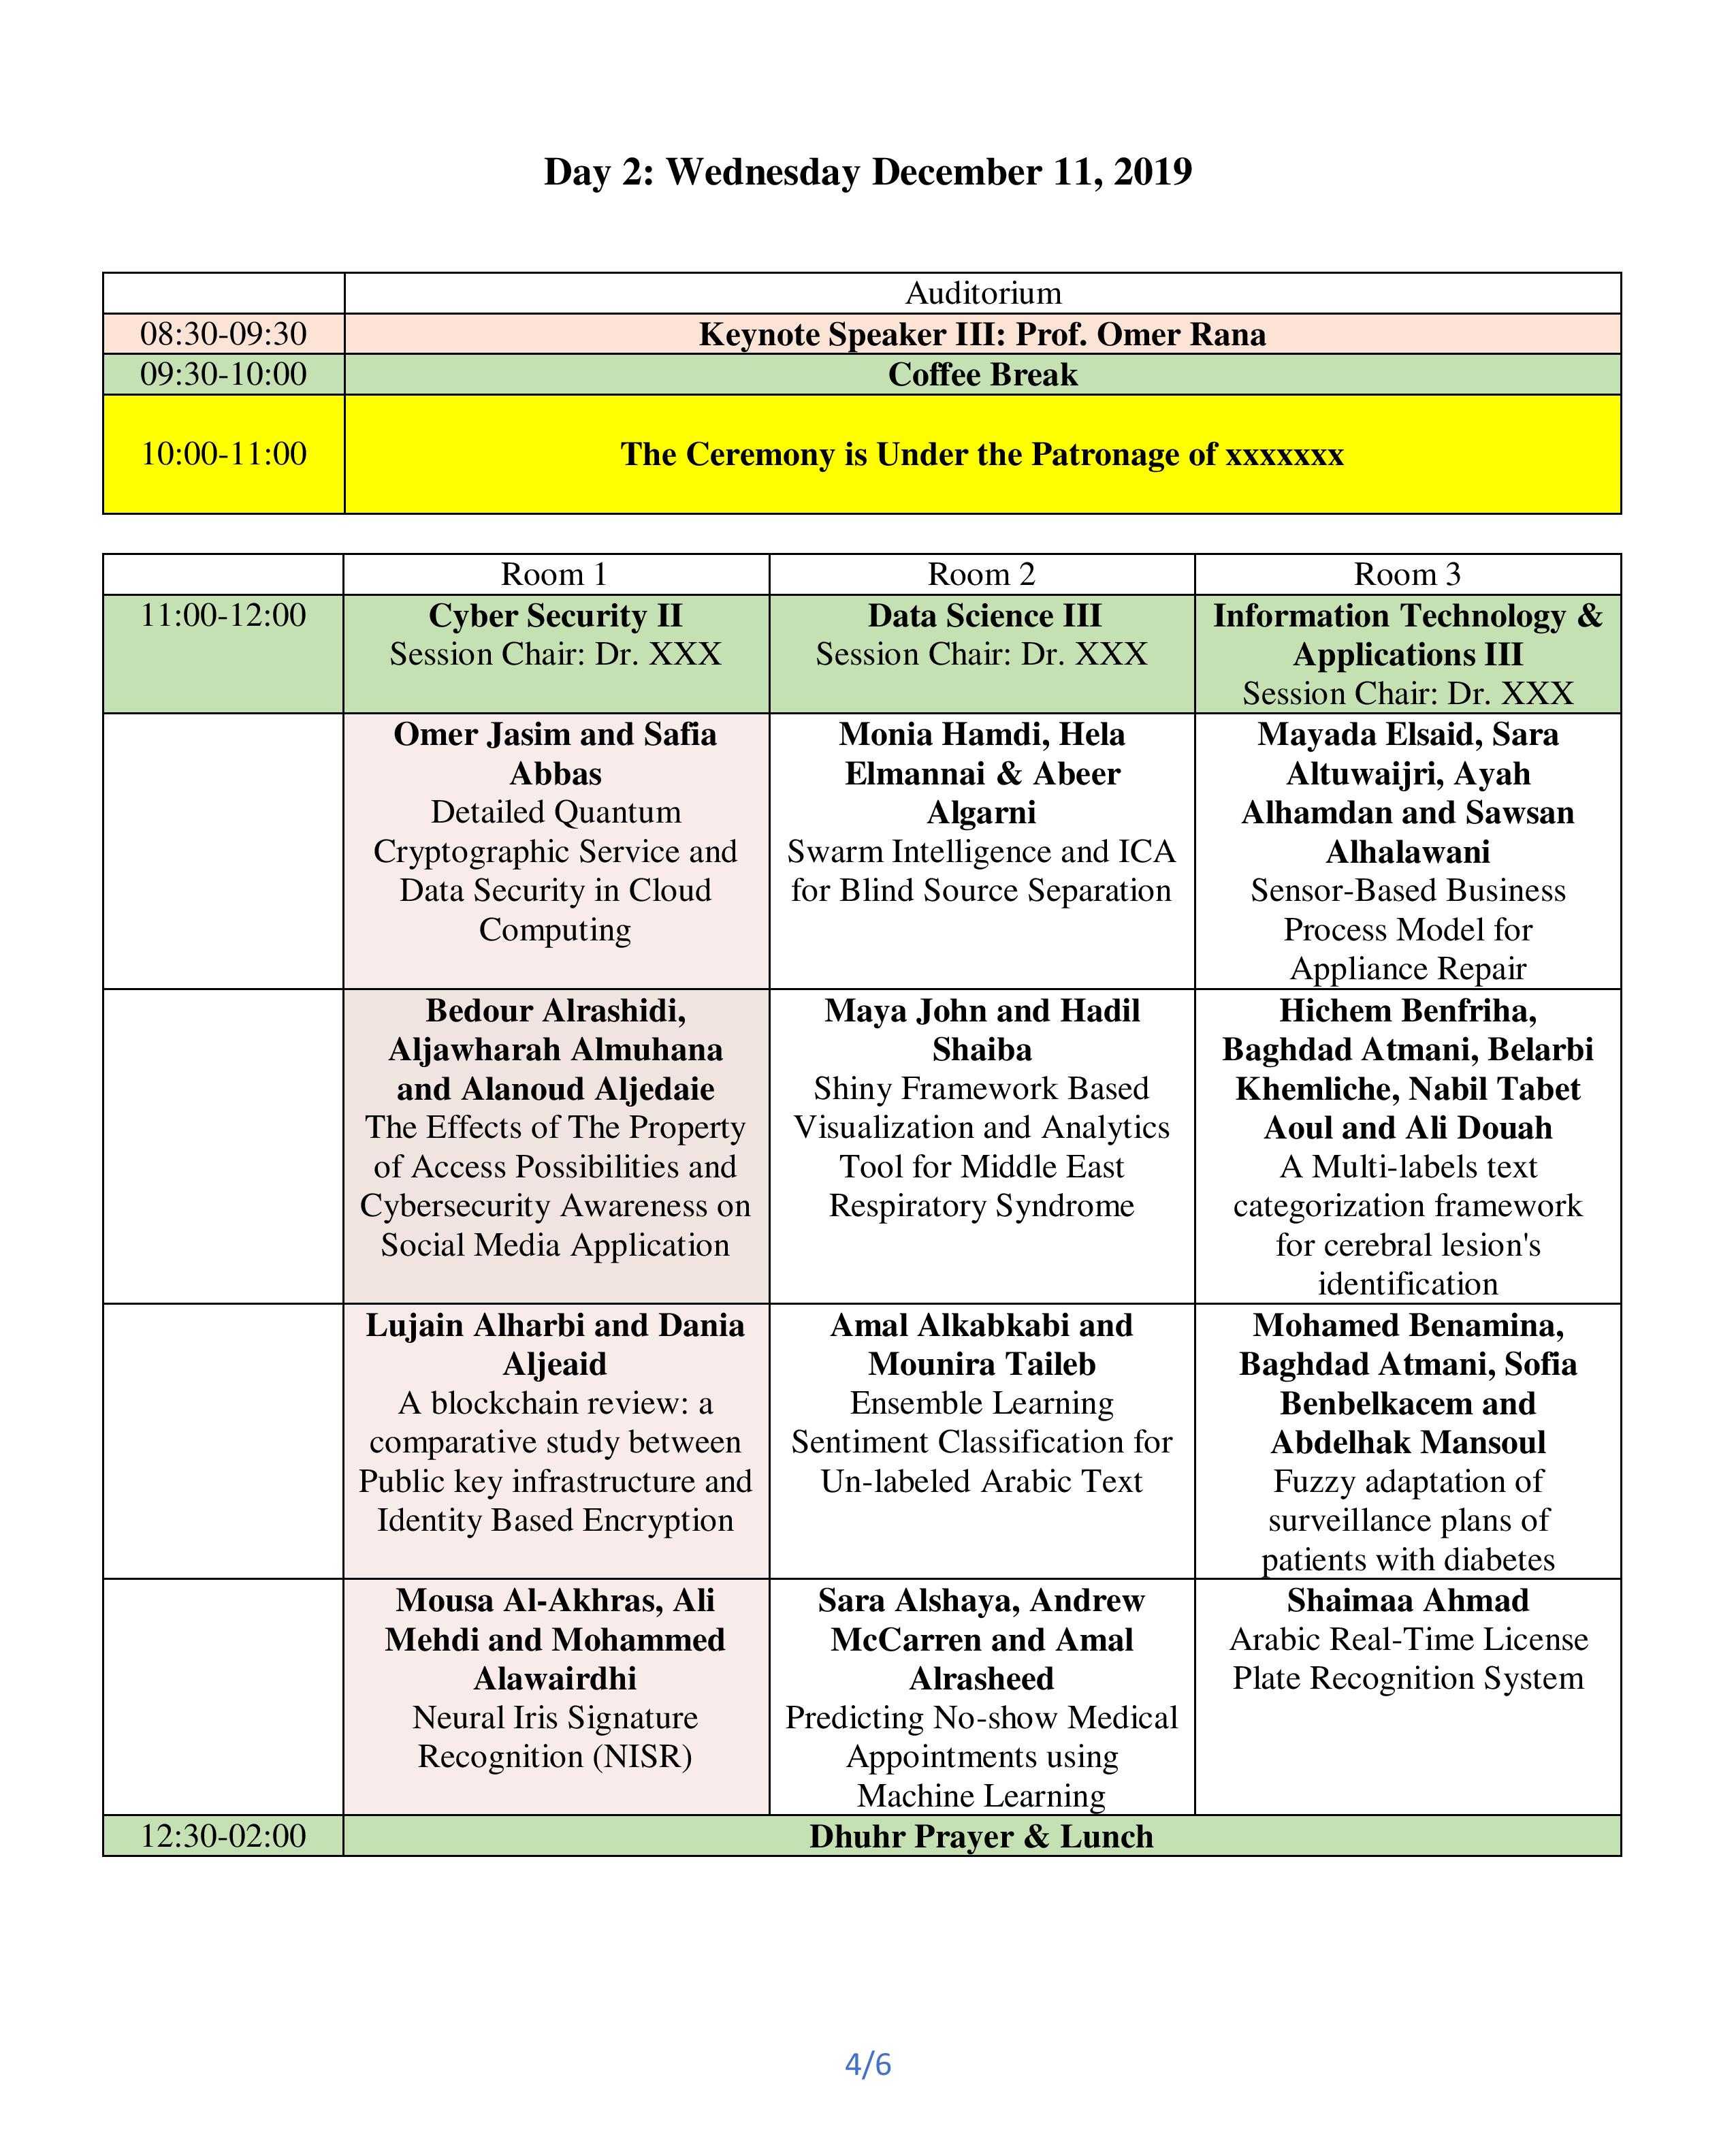 Day 2: Wednesday December 11, 2019
Auditorium
08:30-09:30 Keynote Speaker III: Prof. Omer Rana
09:30-10:00 Coffee Break
10:00-11:00 The Ceremony is Under the Patronage of xxxxxxx
Room 1 Room 2 Room 3
11:00-12:00
Cyber Security II
Session Chair: Dr. XXX
Data Science III
Session Chair: Dr. XXX
Information Technology &
Applications III
Session Chair: Dr. XXX
Omer Jasim and Safia
Abbas
Detailed Quantum
Cryptographic Service and
Data Security in Cloud
Computing
Monia Hamdi, Hela
Elmannai & Abeer
Algarni
Swarm Intelligence and ICA
for Blind Source Separation
Mayada Elsaid, Sara
Altuwaijri, Ayah
Alhamdan and Sawsan
Alhalawani
Sensor-Based Business
Process Model for
Appliance Repair
Bedour Alrashidi,
Aljawharah Almuhana
and Alanoud Aljedaie
The Effects of The Property
of Access Possibilities and
Cybersecurity Awareness on
Social Media Application
Maya John and Hadil
Shaiba
Shiny Framework Based
Visualization and Analytics
Tool for Middle East
Respiratory Syndrome
Hichem Benfriha,
Baghdad Atmani, Belarbi
Khemliche, Nabil Tabet
Aoul and Ali Douah
A Multi-labels text
categorization framework
for cerebral lesion's
identification
Lujain Alharbi and Dania
Aljeaid
A blockchain review: a
comparative study between
Public key infrastructure and
Identity Based Encryption
Amal Alkabkabi and
Mounira Taileb
Ensemble Learning
Sentiment Classification for
Un-labeled Arabic Text
Mohamed Benamina,
Baghdad Atmani, Sofia
Benbelkacem and
Abdelhak Mansoul
Fuzzy adaptation of
surveillance plans of
patients with diabetes
Mousa Al-Akhras, Ali
Mehdi and Mohammed
Alawairdhi
Neural Iris Signature
Recognition (NISR)
Sara Alshaya, Andrew
McCarren and Amal
Alrasheed
Predicting No-show Medical
Appointments using
Machine Learning
Shaimaa Ahmad
Arabic Real-Time License
Plate Recognition System
12:30-02:00 Dhuhr Prayer & Lunch
4/6